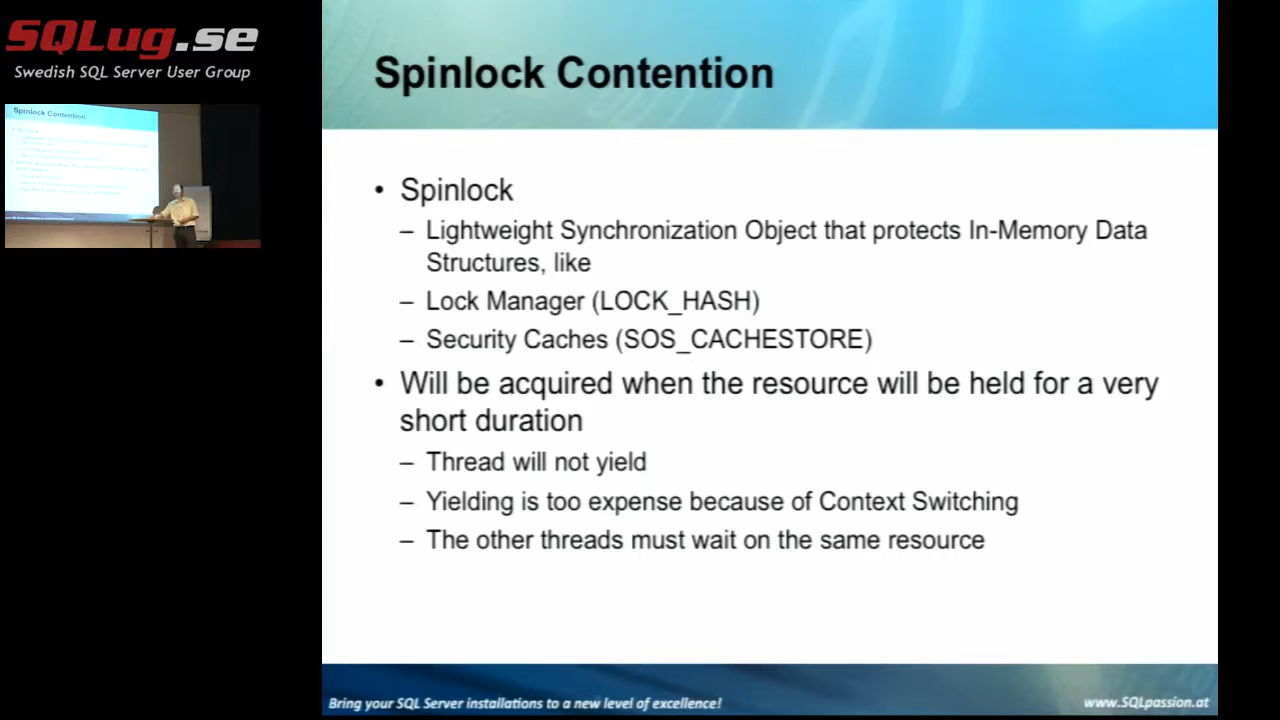 SQLug.se
Swedish SQL Server User Group
Spinlock Contention
Spinlock Contention
• Spinlock
– Lightweight Synchronization Object that protects In-Memory Data
Structures, like
– Lock Manager (LOCK_HASH)
– Security Caches (SOS_CACHESTORE)
• Will be acquired when the resource will be held for a very
short duration
– Thread will not yield
– Yielding is too expense because of Context Switching
– The other threads must wait on the same resource
Bring your SQL Server installations to a new level of excellence!
www.SQLpassion.at